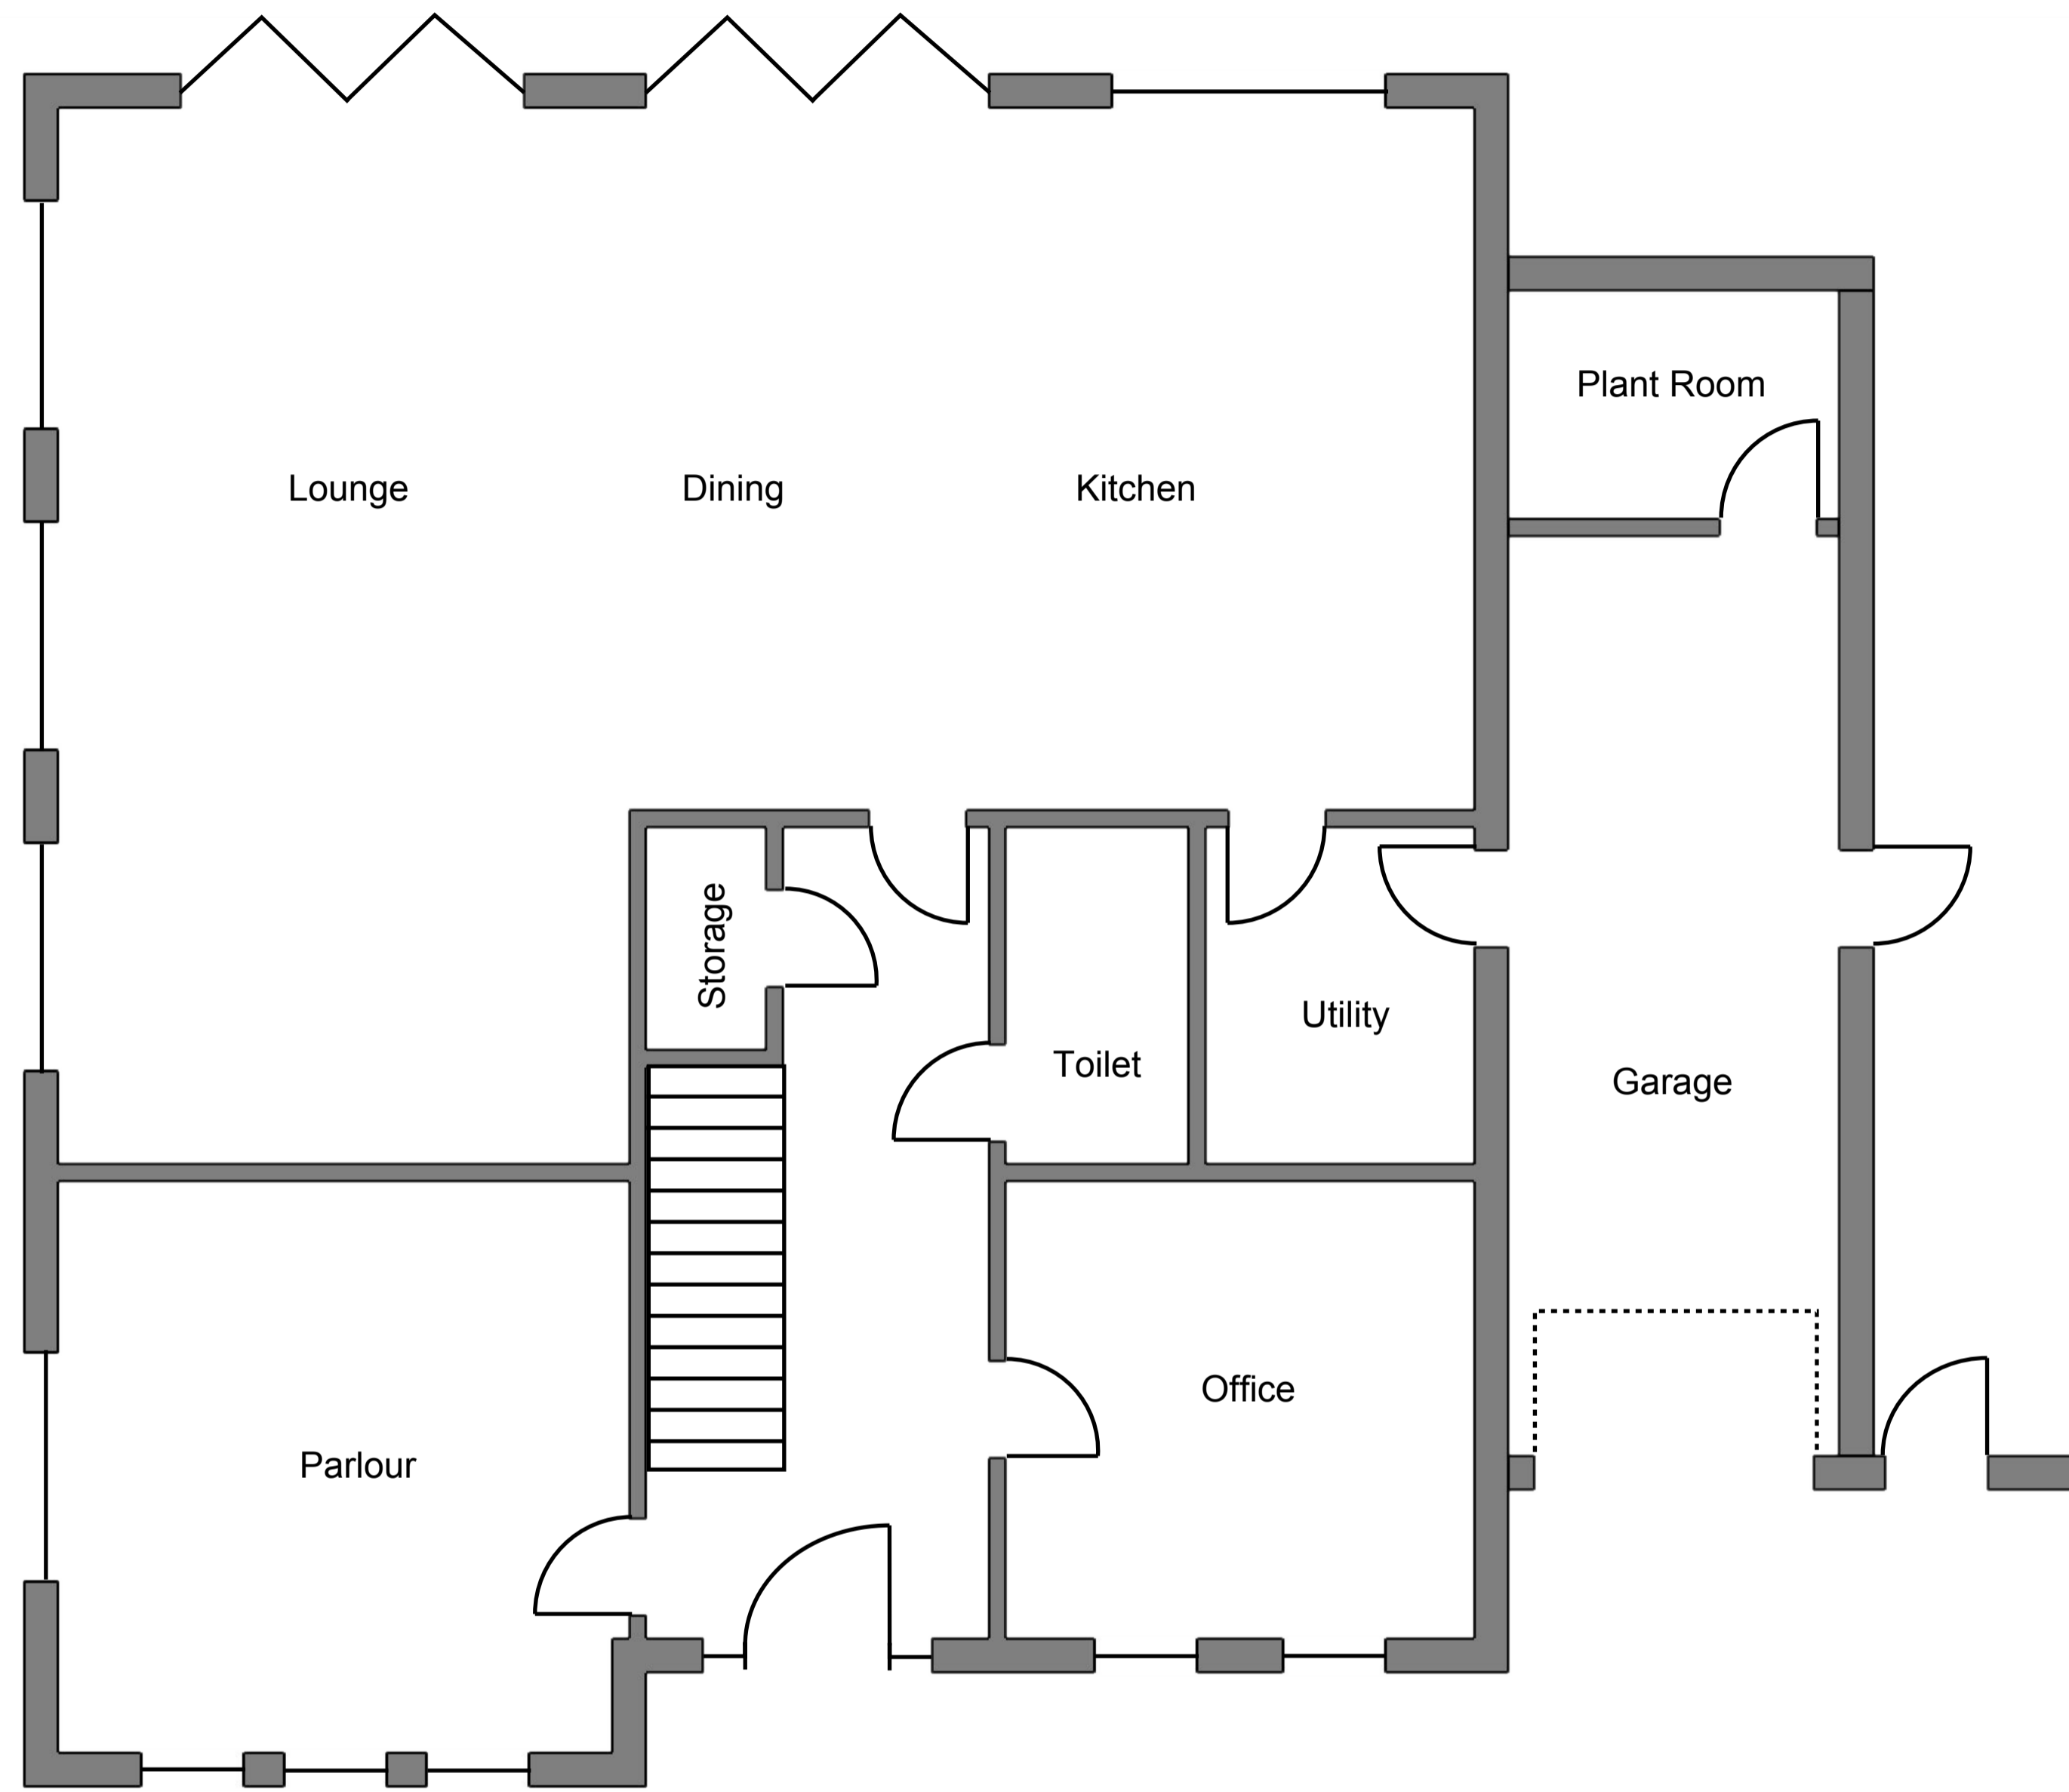 Plant Room
Lounge
Dining
Kitchen
Storage
Utility
Toilet
Garage
Office
Parlour